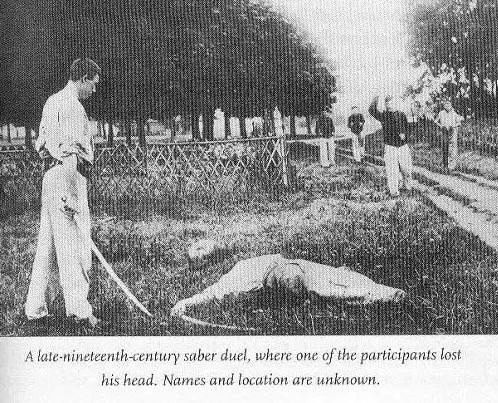 A late-nineteenth-century saber duel, where one of the participants lost
his head. Names and location are unknown.